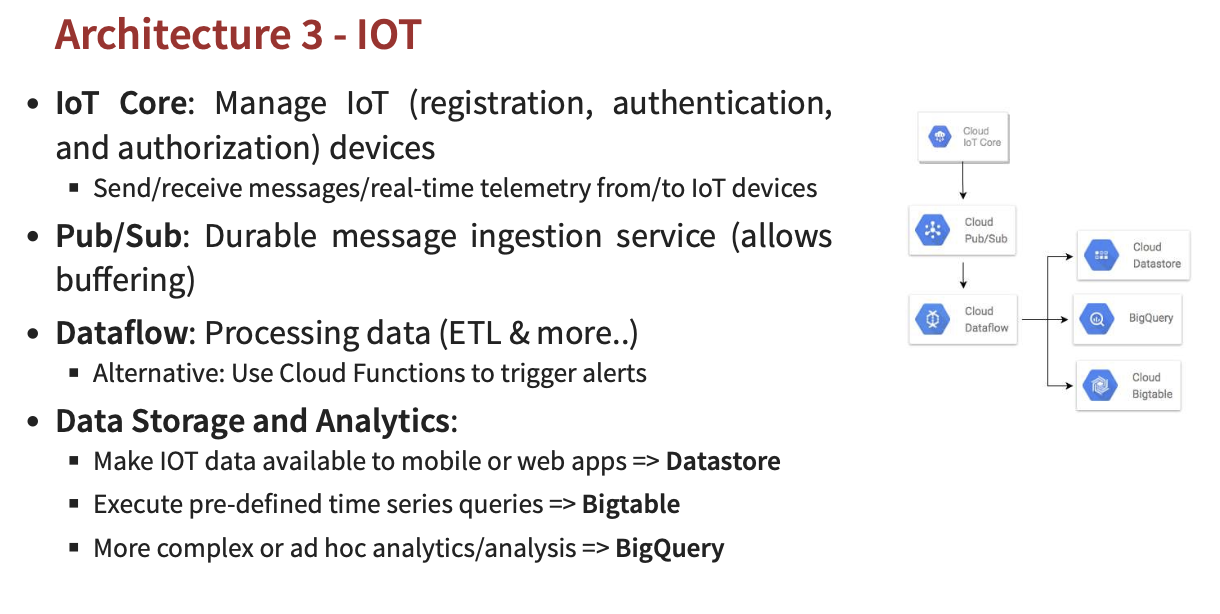 Architecture 3 - IOT
• IoT Core: Manage IoT (registration, authentication,
and authorization) devices
▪ Send/receive messages/real-time telemetry from/to IoT devices
• Pub/Sub: Durable message ingestion service (allows
buffering)
• Dataflow: Processing data (ETL & more..)
▪ Alternative: Use Cloud Functions to trigger alerts
• Data Storage and Analytics:
▪ Make IOT data available to mobile or web apps => Datastore
▪ Execute pre-defined time series queries => Bigtable
▪ More complex or ad hoc analytics/analysis => BigQuery
Cloud
IoT Core
Cloud
Pub/Sub
Cloud
Dataflow
Cloud
Datastore
BigQuery
Cloud
Bigtable